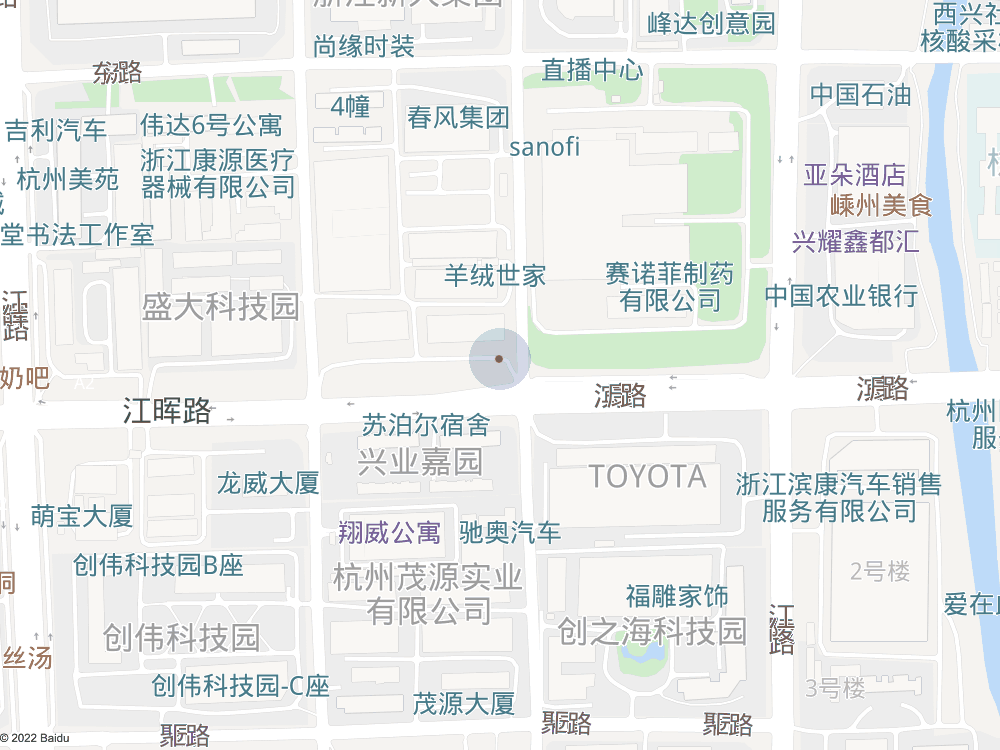 浙江新大集团
西兴社
核酸采
峰达创意园
尚缘时装
东路
直播中心
4幢
中国石油
春风集团
吉利汽车
伟达6号公寓
sanofi
浙江康源医疗
器械有限公司
杭州美苑
亚朵酒店
嵊州美食
堂书法工作室
兴耀鑫都汇
羊绒世家
赛诺菲制药
有限公司
盛大科技园
中国农业银行
奶吧
A2
江晖路
苏泊尔宿舍
兴业嘉园
TOYOTA
龙威大厦
浙江滨康汽车销售
服务有限公司
萌宝大厦
翔威公寓
驰奥汽车
创伟科技园B座
杭州茂源实业
有限公司
2号楼
福雕家饰
创伟科技园
创之海科技园
江陵路
丝汤
创伟科技园-C座
3号楼
茂源大厦
聚路
聚路
聚路
© 2022 Baidu